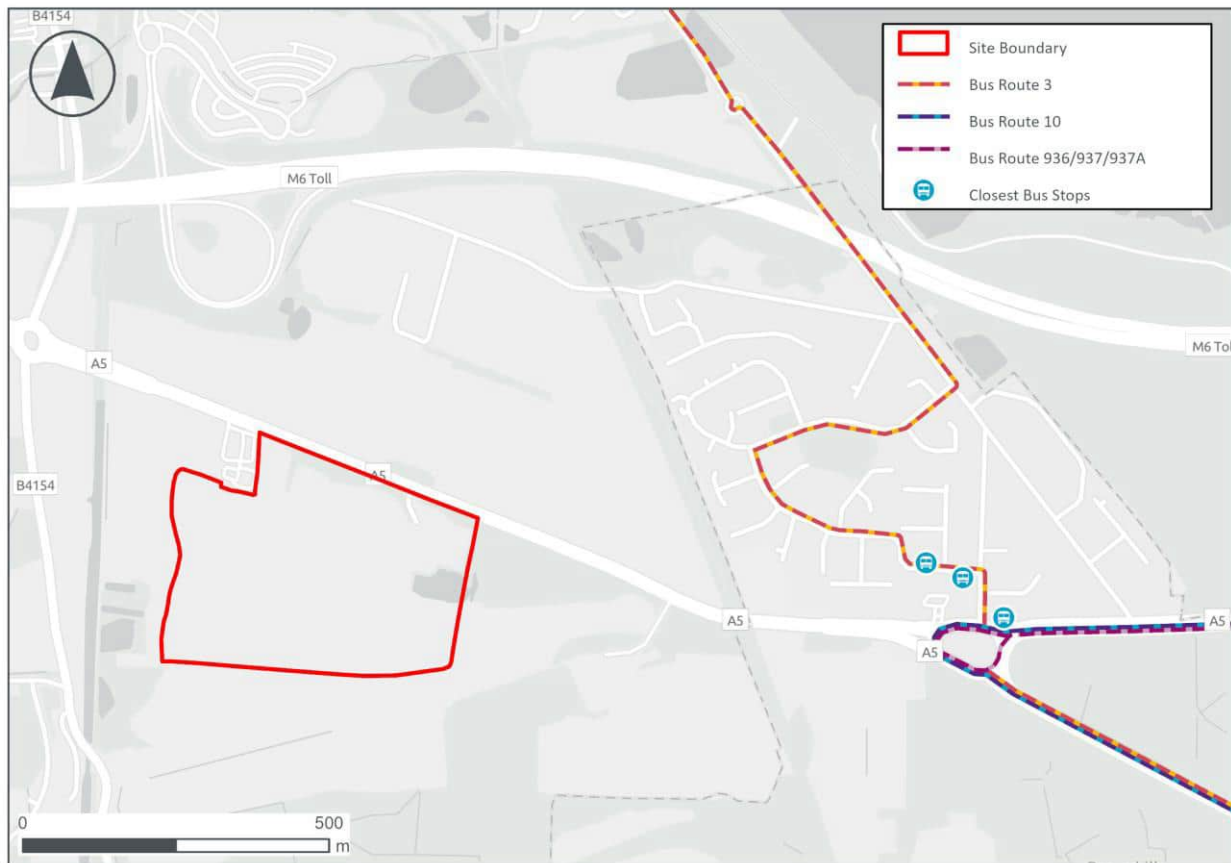 B4154
Site Boundary
Bus Route 3
Bus Route 10
Bus Route 936/937/937A
Closest Bus Stops
M6 Toll
M6 Toll
A5
A5
B4154
A5
A5
A5
0
500
m